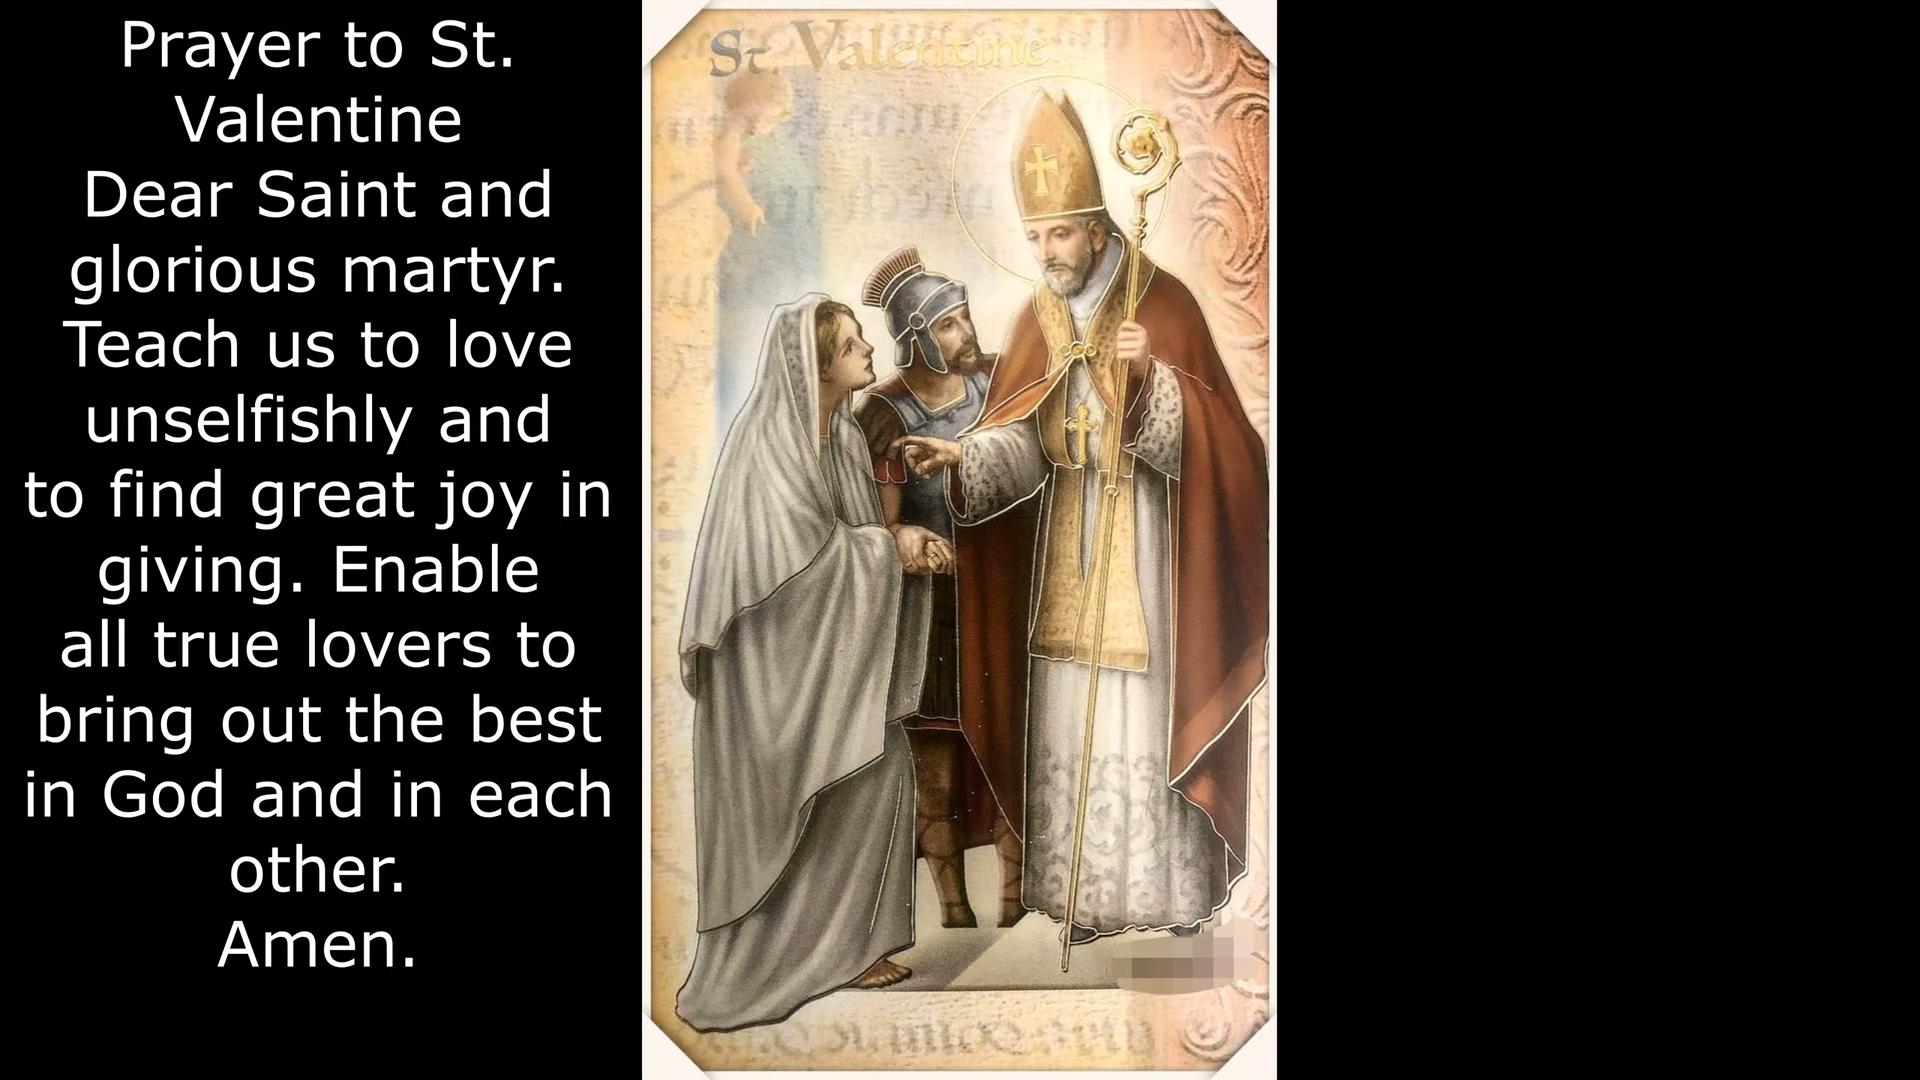 Prayer to St.
Valentine
Dear Saint and
glorious martyr.
Teach us to love
unselfishly and
to find great joy in
giving. Enable
all true lovers to
bring out the best
in God and in each
other.
Amen.
St. Valentine